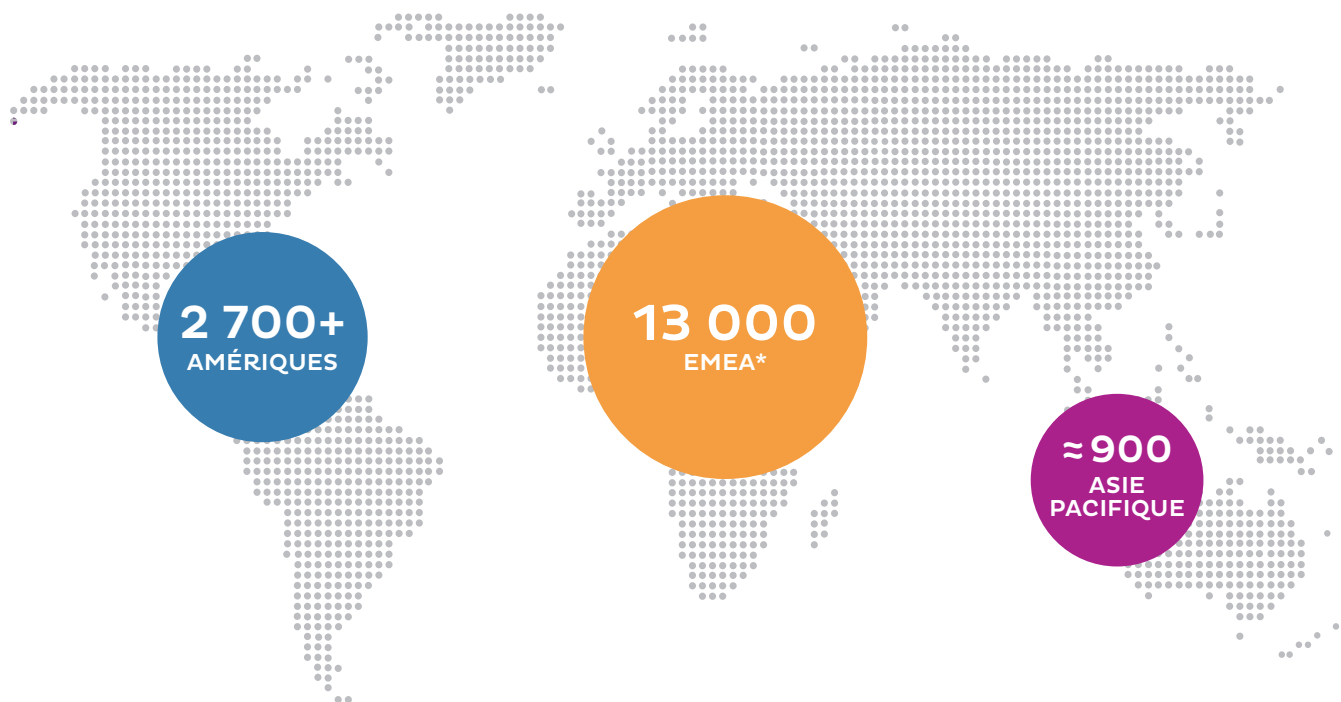 2 700+
AMÉRIQUES
13 000
EMEA*
≈ 900
ASIE
PACIFIQUE